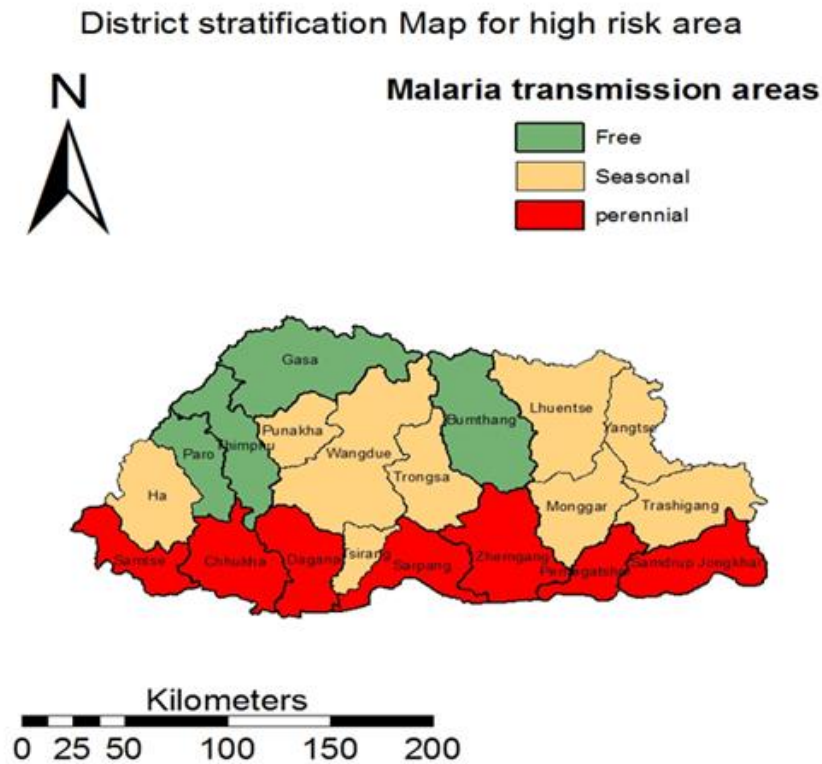 District stratification Map for high risk area
N
Malaria transmission areas
Free
Seasonal
perennial
Gasa
Punakha
Thimphu
Paro
Ha
Wangdue
Trongsa
Bumthang
Lhuentse
Yangtse
Monggar
Trashigang
Samtse
Chhukha
Dagana
Tsirang
Sarpang
Zhemgang
Samdrup Jongkhar
Kilometers
0 25 50 100 150 200